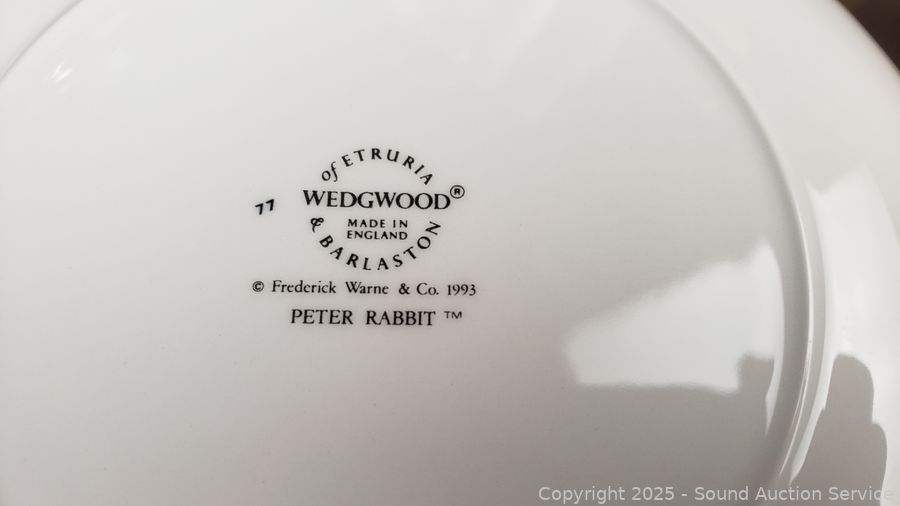 of ETRURIA
WEDGWOOD®
77
MADE IN
ENGLAND
& BARLASTON
© Frederick Warne & Co. 1993
PETER RABBIT ™
Copyright © 2025 - Sound Auction Service